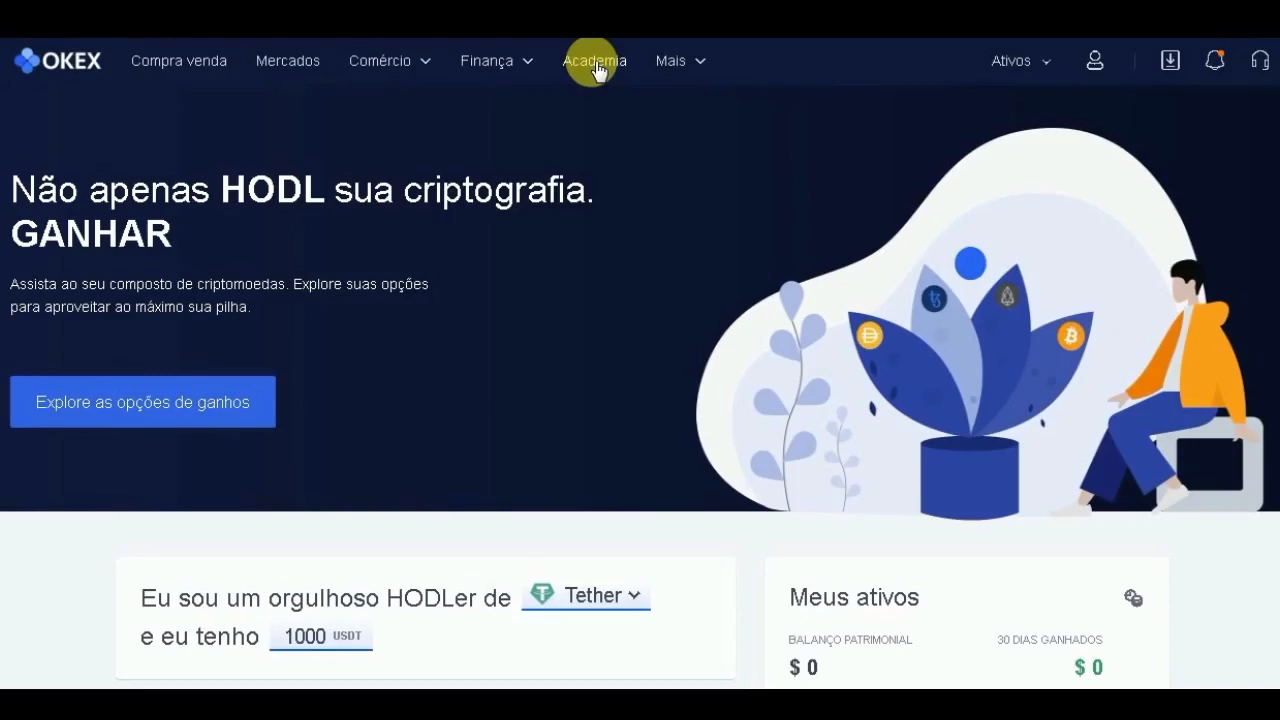 OKEX Compra venda Mercados Comércio Finança Academia Mais Ativos
Não apenas HODL sua criptografia.
GANHAR
Assista ao seu composto de criptomoedas. Explore suas opções
para aproveitar ao máximo sua pilha.
Explore as opções de ganhos
Eu sou um orgulhoso HODLer de Tether
e eu tenho 1000 USDT
Meus ativos
BALANÇO PATRIMONIAL 30 DIAS GANHADOS
$ 0 $ 0